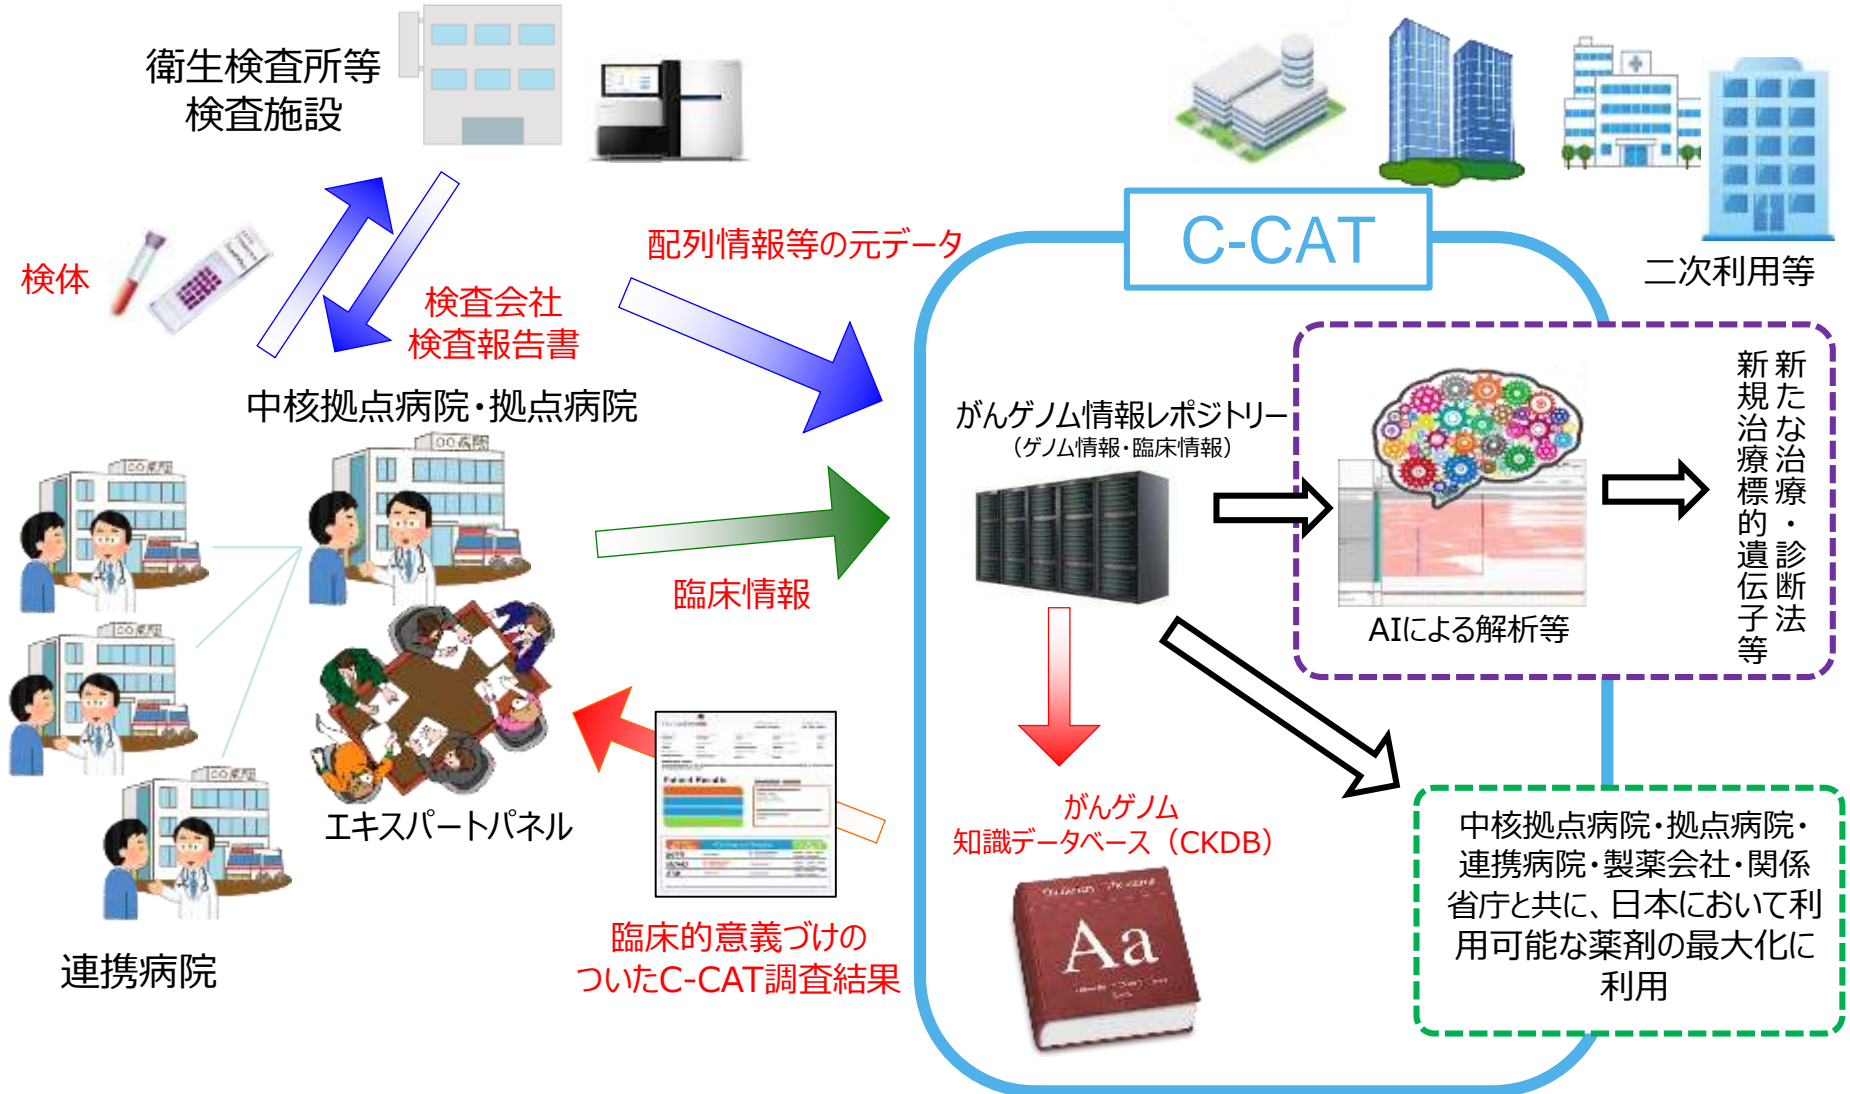 衛生検査所等
検査施設
検体
検査会社
検査報告書
配列情報等の元データ
中核拠点病院・拠点病院
臨床情報
エキスパートパネル
連携病院
Patient Results
臨床的意義づけの
ついたC-CAT調査結果
C-CAT
二次利用等
がんゲノム情報レポジトリー
（ゲノム情報・臨床情報）
AIによる解析等
新たな治療・診断法
新規治療標的遺伝子等
がんゲノム
知識データベース（CKDB）
Aa
中核拠点病院・拠点病院・
連携病院・製薬会社・関係
省庁と共に、日本において利
用可能な薬剤の最大化に
利用